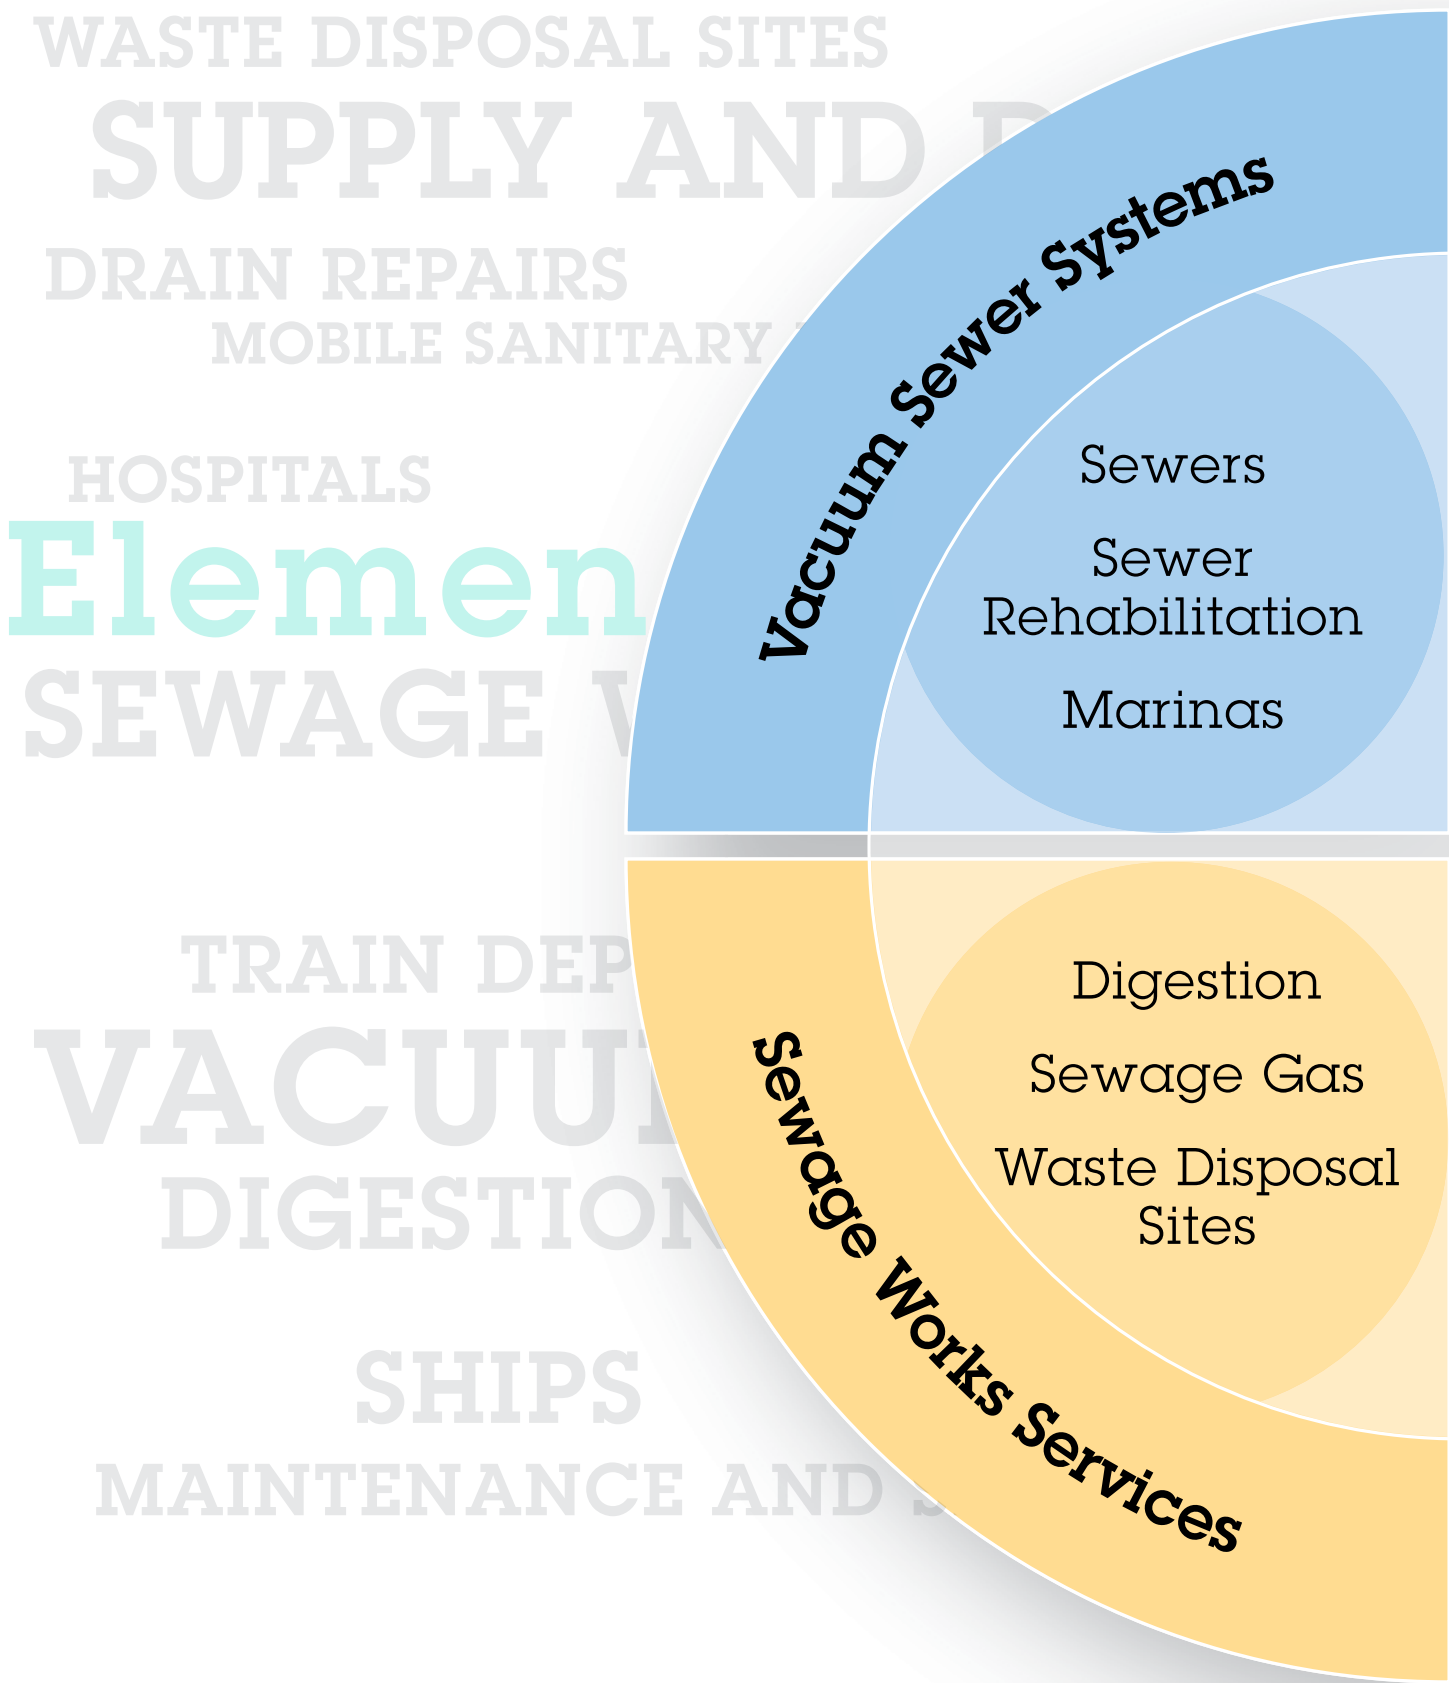 WASTE DISPOSAL SITES
SUPPLY AND
DRAIN REPAIRS
MOBILE SANITARY
HOSPITALS
Elemen
SEWAGE
TRAIN DEP
VACUU
DIGESTION
SHIPS
MAINTENANCE AND
Vacuum Sewer Systems
Sewers
Sewer
Rehabilitation
Marinas
Sewage Works Services
Digestion
Sewage Gas
Waste Disposal
Sites